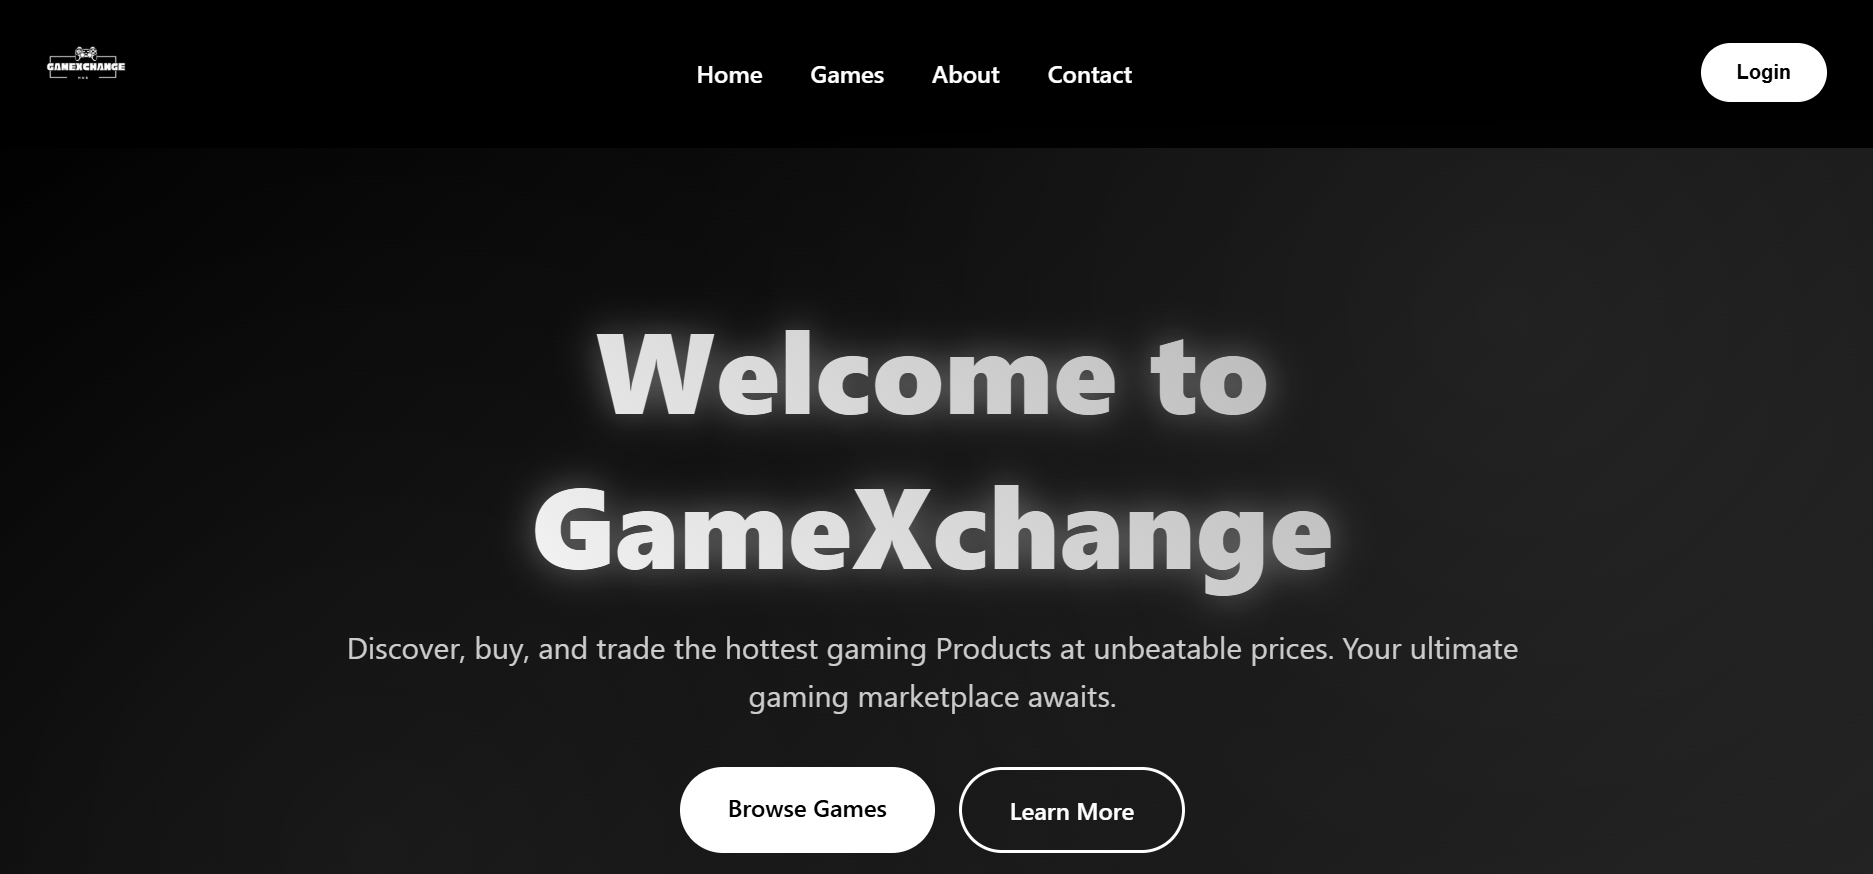 GAMEXCHANGE
HUB
Home Games About Contact
Login
Welcome to
GameXchange
Discover, buy, and trade the hottest gaming Products at unbeatable prices. Your ultimate
gaming marketplace awaits.
Browse Games Learn More